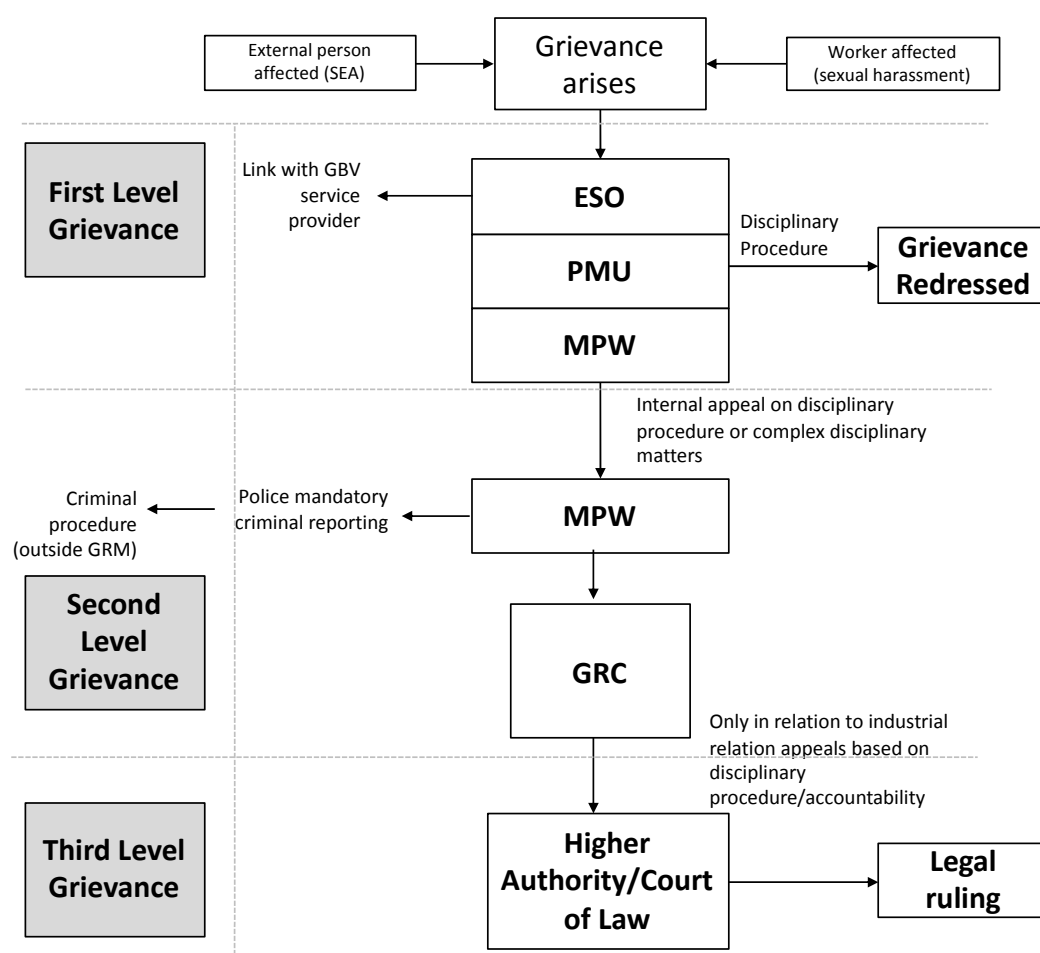 External person
affected (SEA)
Grievance
arises
Worker affected
(sexual harassment)
First Level
Grievance
Link with GBV
service
provider
ESO
PMU
MPW
Disciplinary
Procedure
Grievance
Redressed
Internal appeal on disciplinary
procedure or complex disciplinary
matters
Criminal
procedure
(outside GRM)
Police mandatory
criminal reporting
MPW
Second
Level
Grievance
GRC
Only in relation to industrial
relation appeals based on
disciplinary
procedure/accountability
Third Level
Grievance
Higher
Authority/Court
of Law
Legal
ruling